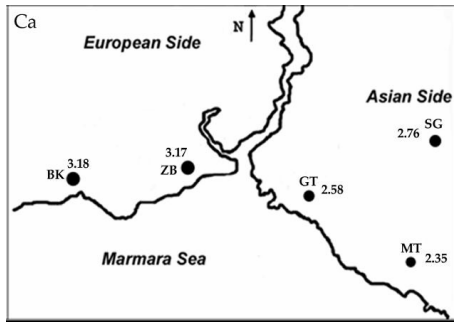 Ca
N
European Side
Asian Side
SG
2.76
3.18
BK
3.17
ZB
GT
2.58
Marmara Sea
MT
2.35